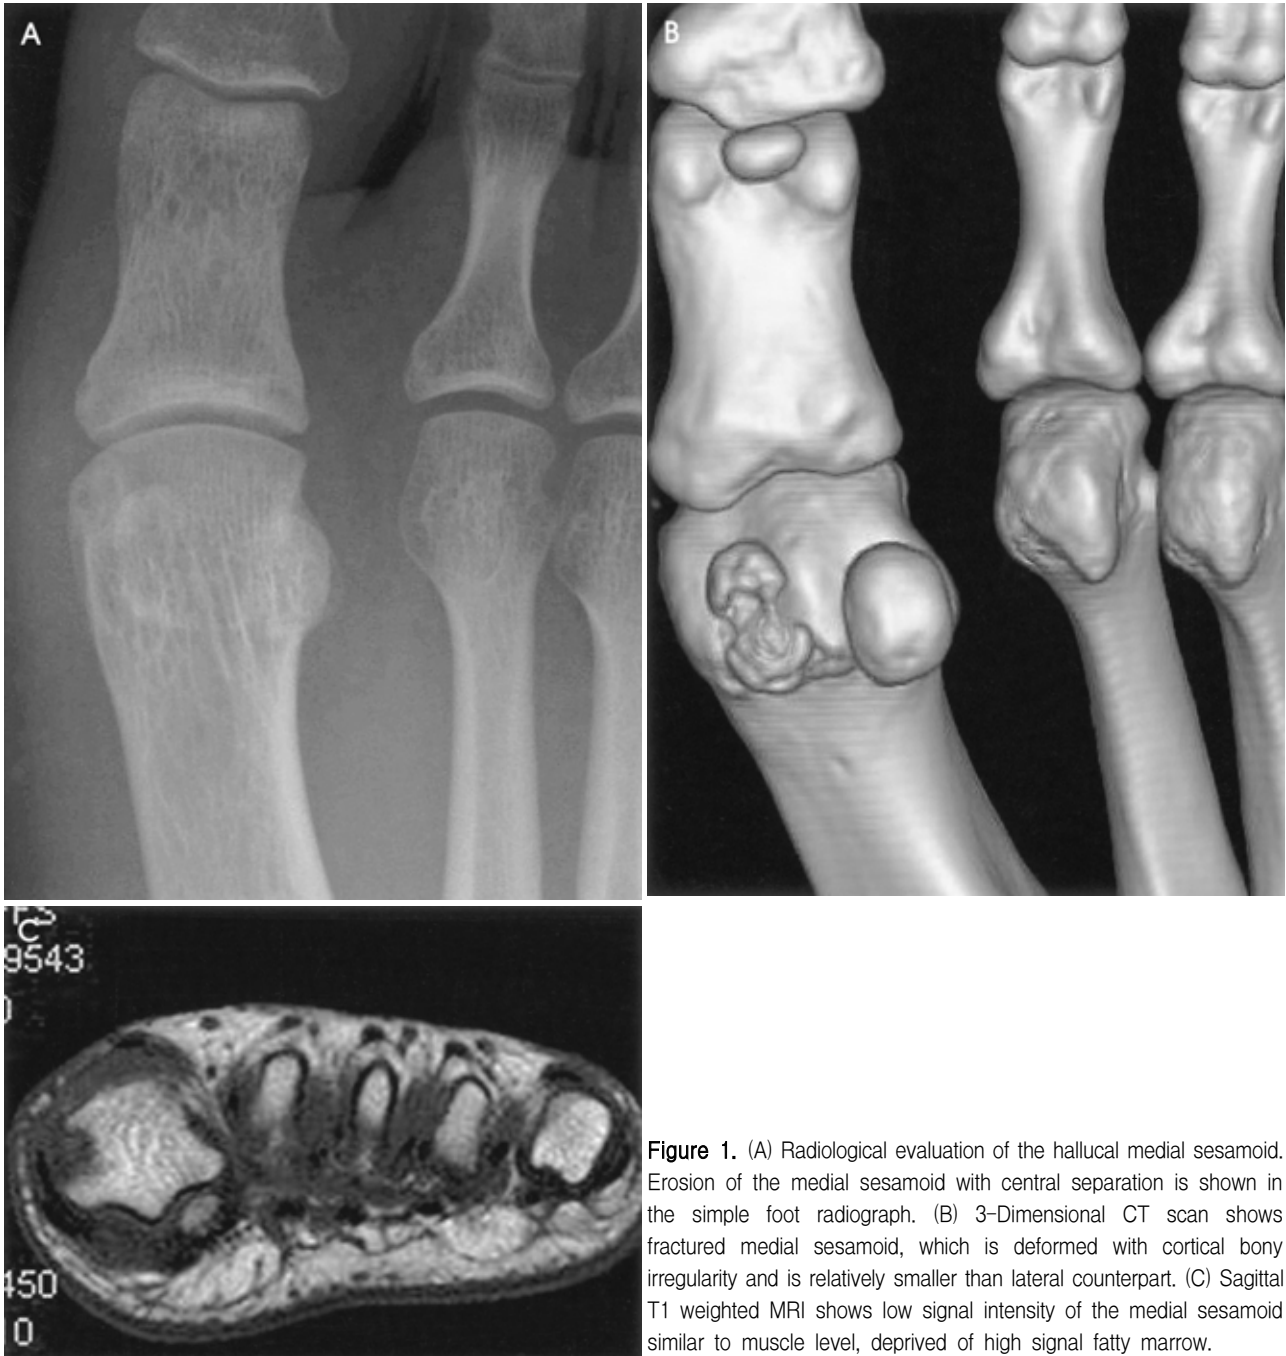 A
B
FS
C
9543
450
0
Figure 1. (A) Radiological evaluation of the hallucal medial sesamoid.
Erosion of the medial sesamoid with central separation is shown in
the simple foot radiograph. (B) 3-Dimensional CT scan shows
fractured medial sesamoid, which is deformed with cortical bony
irregularity and is relatively smaller than lateral counterpart. (C) Sagittal
T1 weighted MRI shows low signal intensity of the medial sesamoid
similar to muscle level, deprived of high signal fatty marrow.